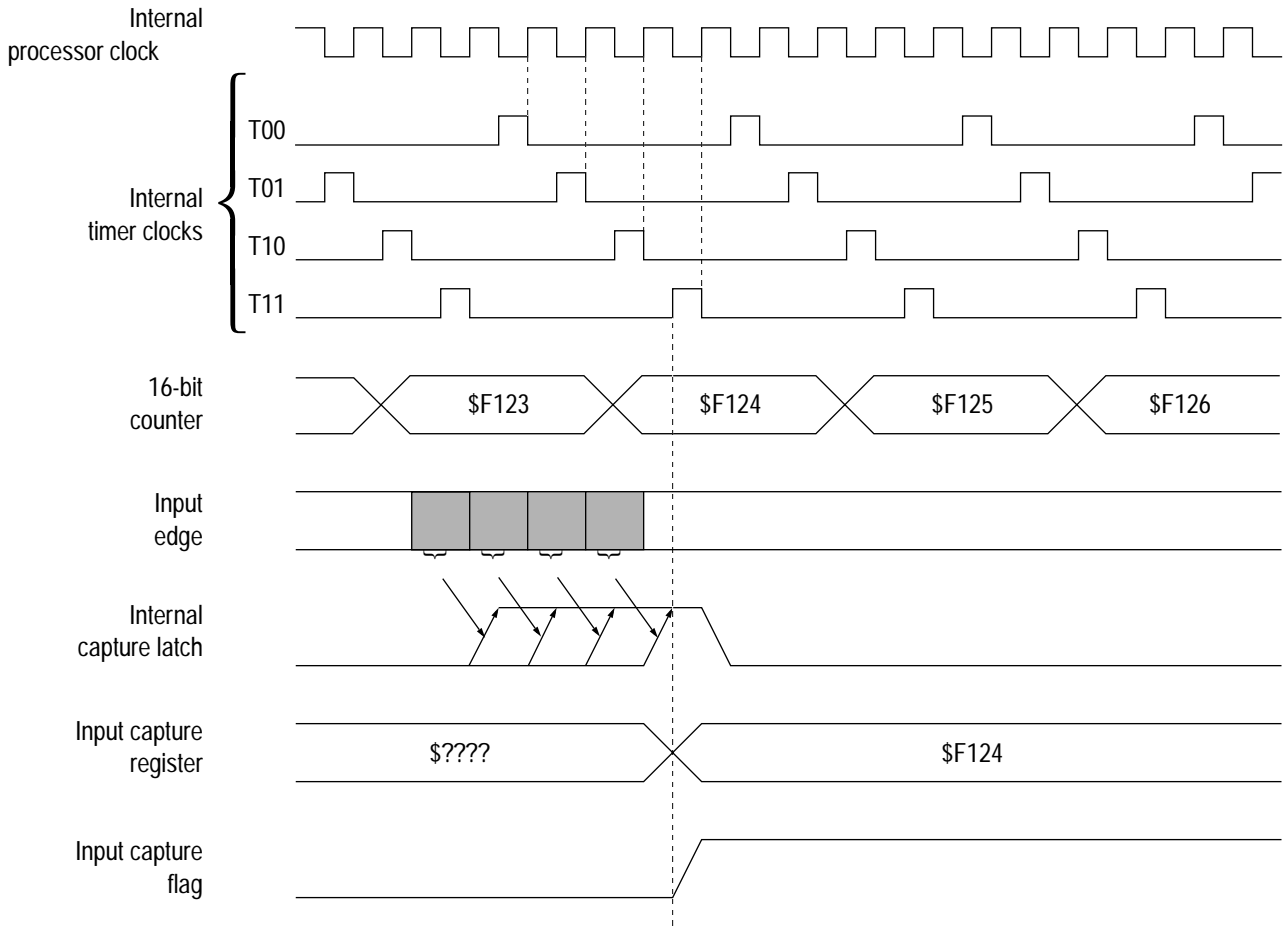 Internal
processor clock
T00
T01
Internal
timer clocks
T10
T11
16-bit
counter
$F123
$F124
$F125
$F126
Input
edge
Internal
capture latch
Input capture
register
$????
$F124
Input capture
flag